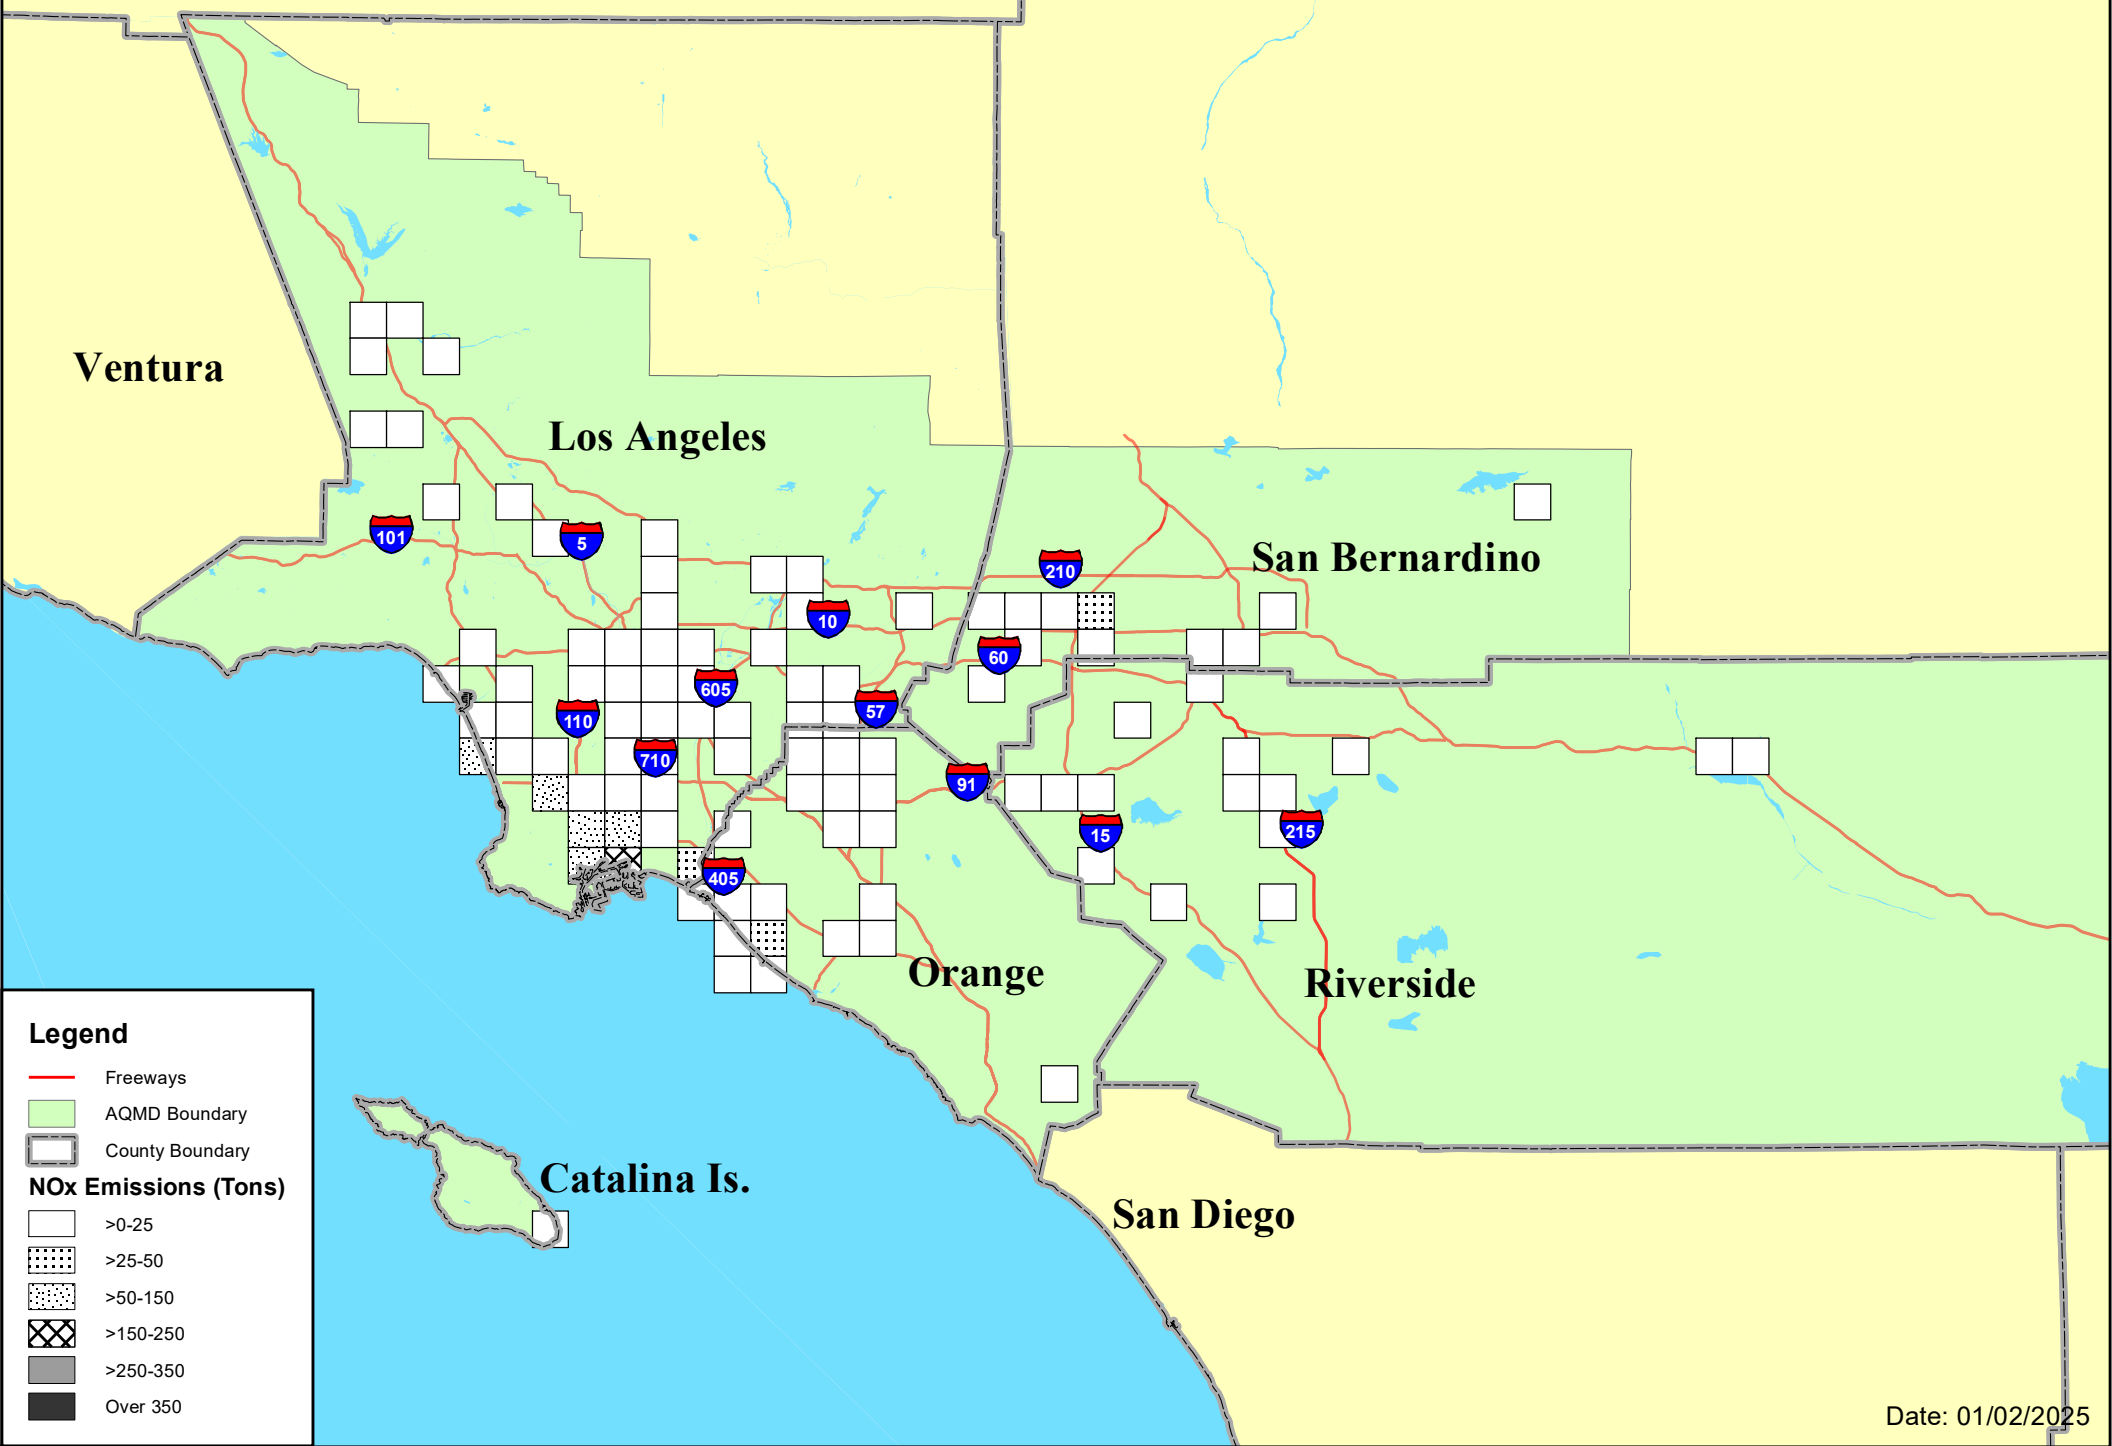 Ventura
Los Angeles
101
5
210
San Bernardino
10
60
605
57
110
710
91
15
215
405
Orange
Riverside
Legend
Freeways
AQMD Boundary
County Boundary
NOx Emissions (Tons)
>0-25
>25-50
>50-150
>150-250
>250-350
Over 350
Catalina Is.
San Diego
Date: 01/02/2025